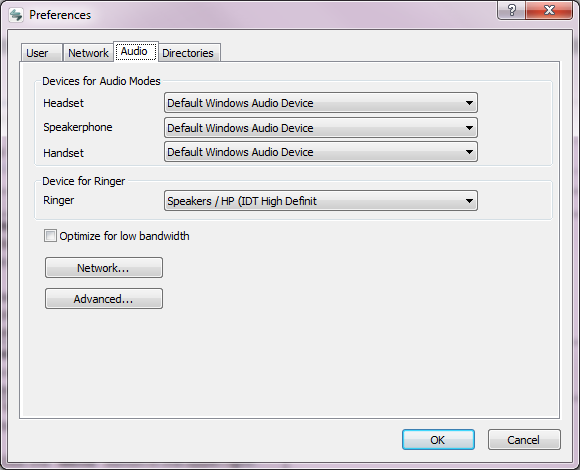 Preferences
User Network Audio Directories
Devices for Audio Modes
Headset Default Windows Audio Device
Speakerphone Default Windows Audio Device
Handset Default Windows Audio Device
Device for Ringer
Ringer Speakers / HP (IDT High Definit
Optimize for low bandwidth
Network...
Advanced...
OK Cancel